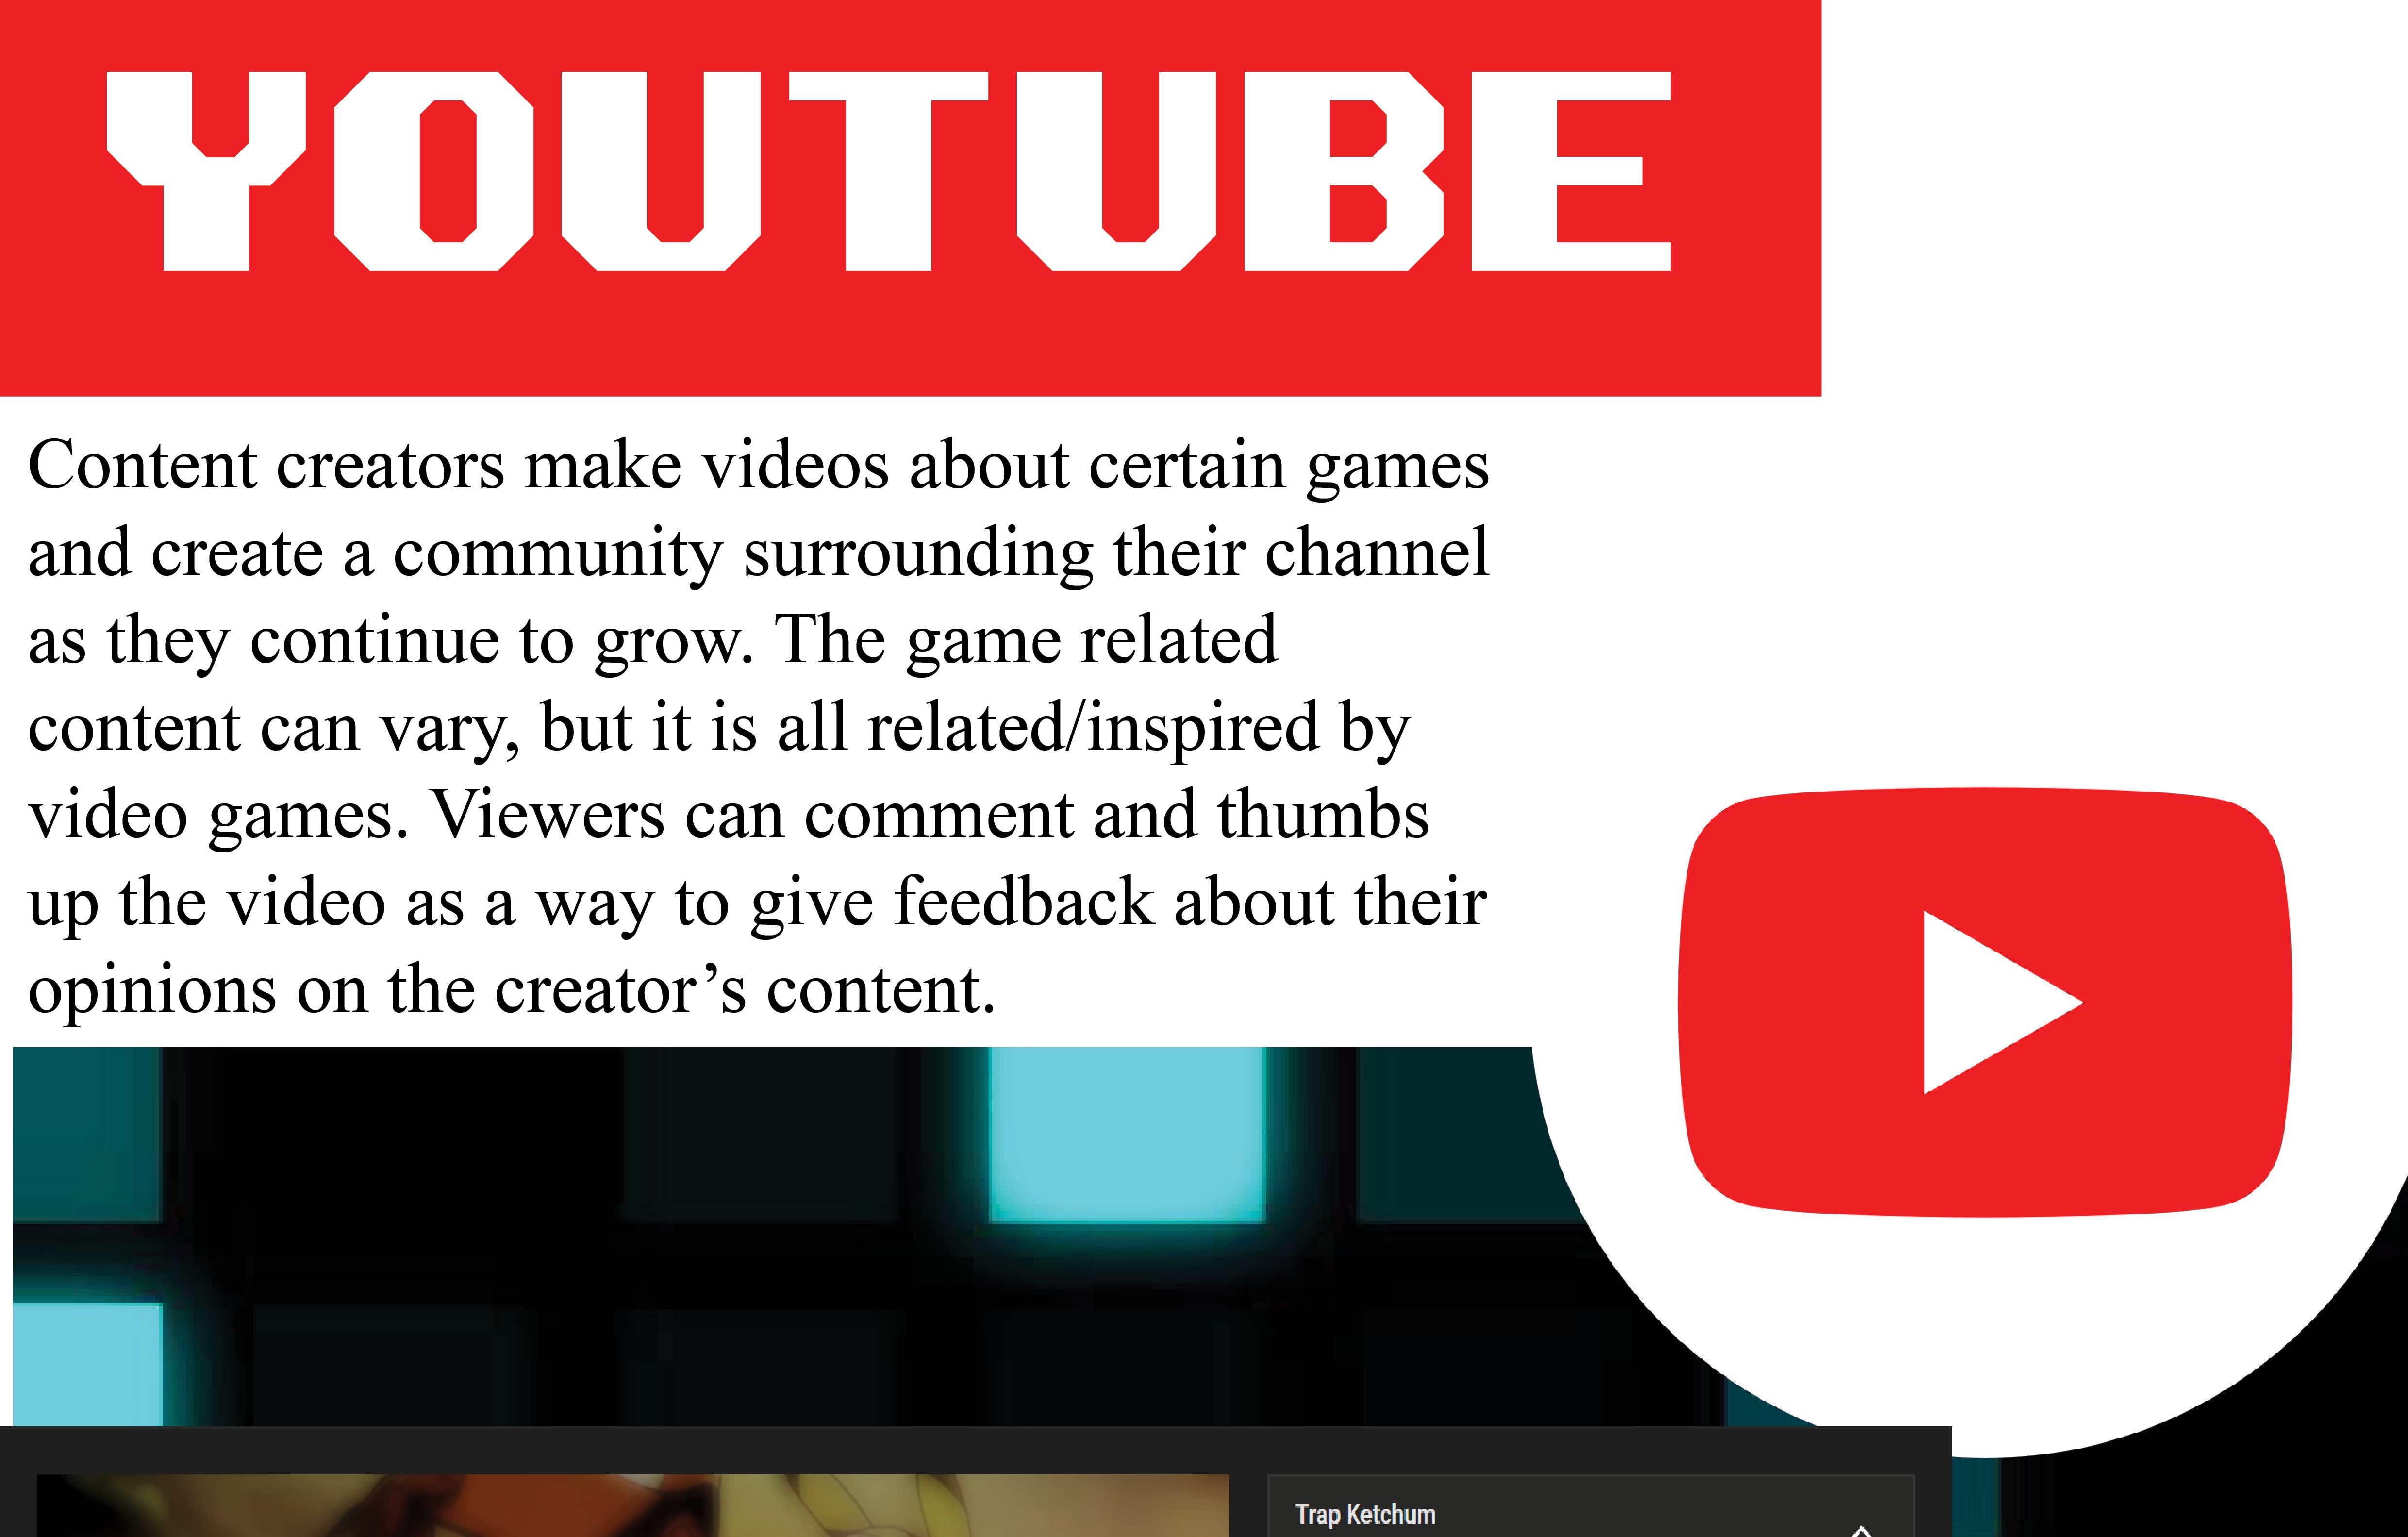 YOUTUBE
Content creators make videos about certain games
and create a community surrounding their channel
as they continue to grow. The game related
content can vary, but it is all related/inspired by
video games. Viewers can comment and thumbs
up the video as a way to give feedback about their
opinions on the creator’s content.
Trap Ketchum